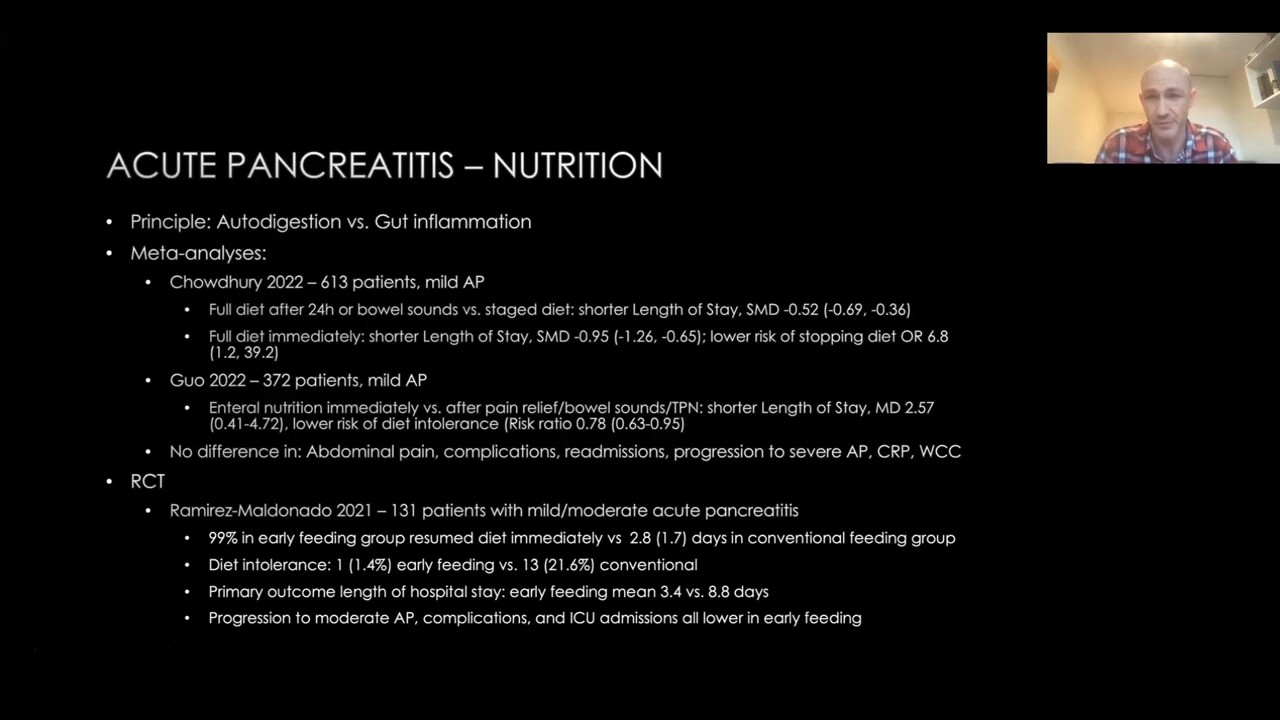 ACUTE PANCREATITIS – NUTRITION
• Principle: Autodigestion vs. Gut inflammation
• Meta-analyses:
• Chowdhury 2022 – 613 patients, mild AP
• Full diet after 24h or bowel sounds vs. staged diet: shorter Length of Stay, SMD -0.52 (-0.69, -0.36)
• Full diet immediately: shorter Length of Stay, SMD -0.95 (-1.26, -0.65); lower risk of stopping diet OR 6.8
(1.2, 39.2)
• Guo 2022 – 372 patients, mild AP
• Enteral nutrition immediately vs. after pain relief/bowel sounds/TPN: shorter Length of Stay, MD 2.57
(0.41-4.72), lower risk of diet intolerance (Risk ratio 0.78 (0.63-0.95)
• No difference in: Abdominal pain, complications, readmissions, progression to severe AP, CRP, WCC
• RCT
• Ramirez-Maldonado 2021 – 131 patients with mild/moderate acute pancreatitis
• 99% in early feeding group resumed diet immediately vs 2.8 (1.7) days in conventional feeding group
• Diet intolerance: 1 (1.4%) early feeding vs. 13 (21.6%) conventional
• Primary outcome length of hospital stay: early feeding mean 3.4 vs. 8.8 days
• Progression to moderate AP, complications, and ICU admissions all lower in early feeding